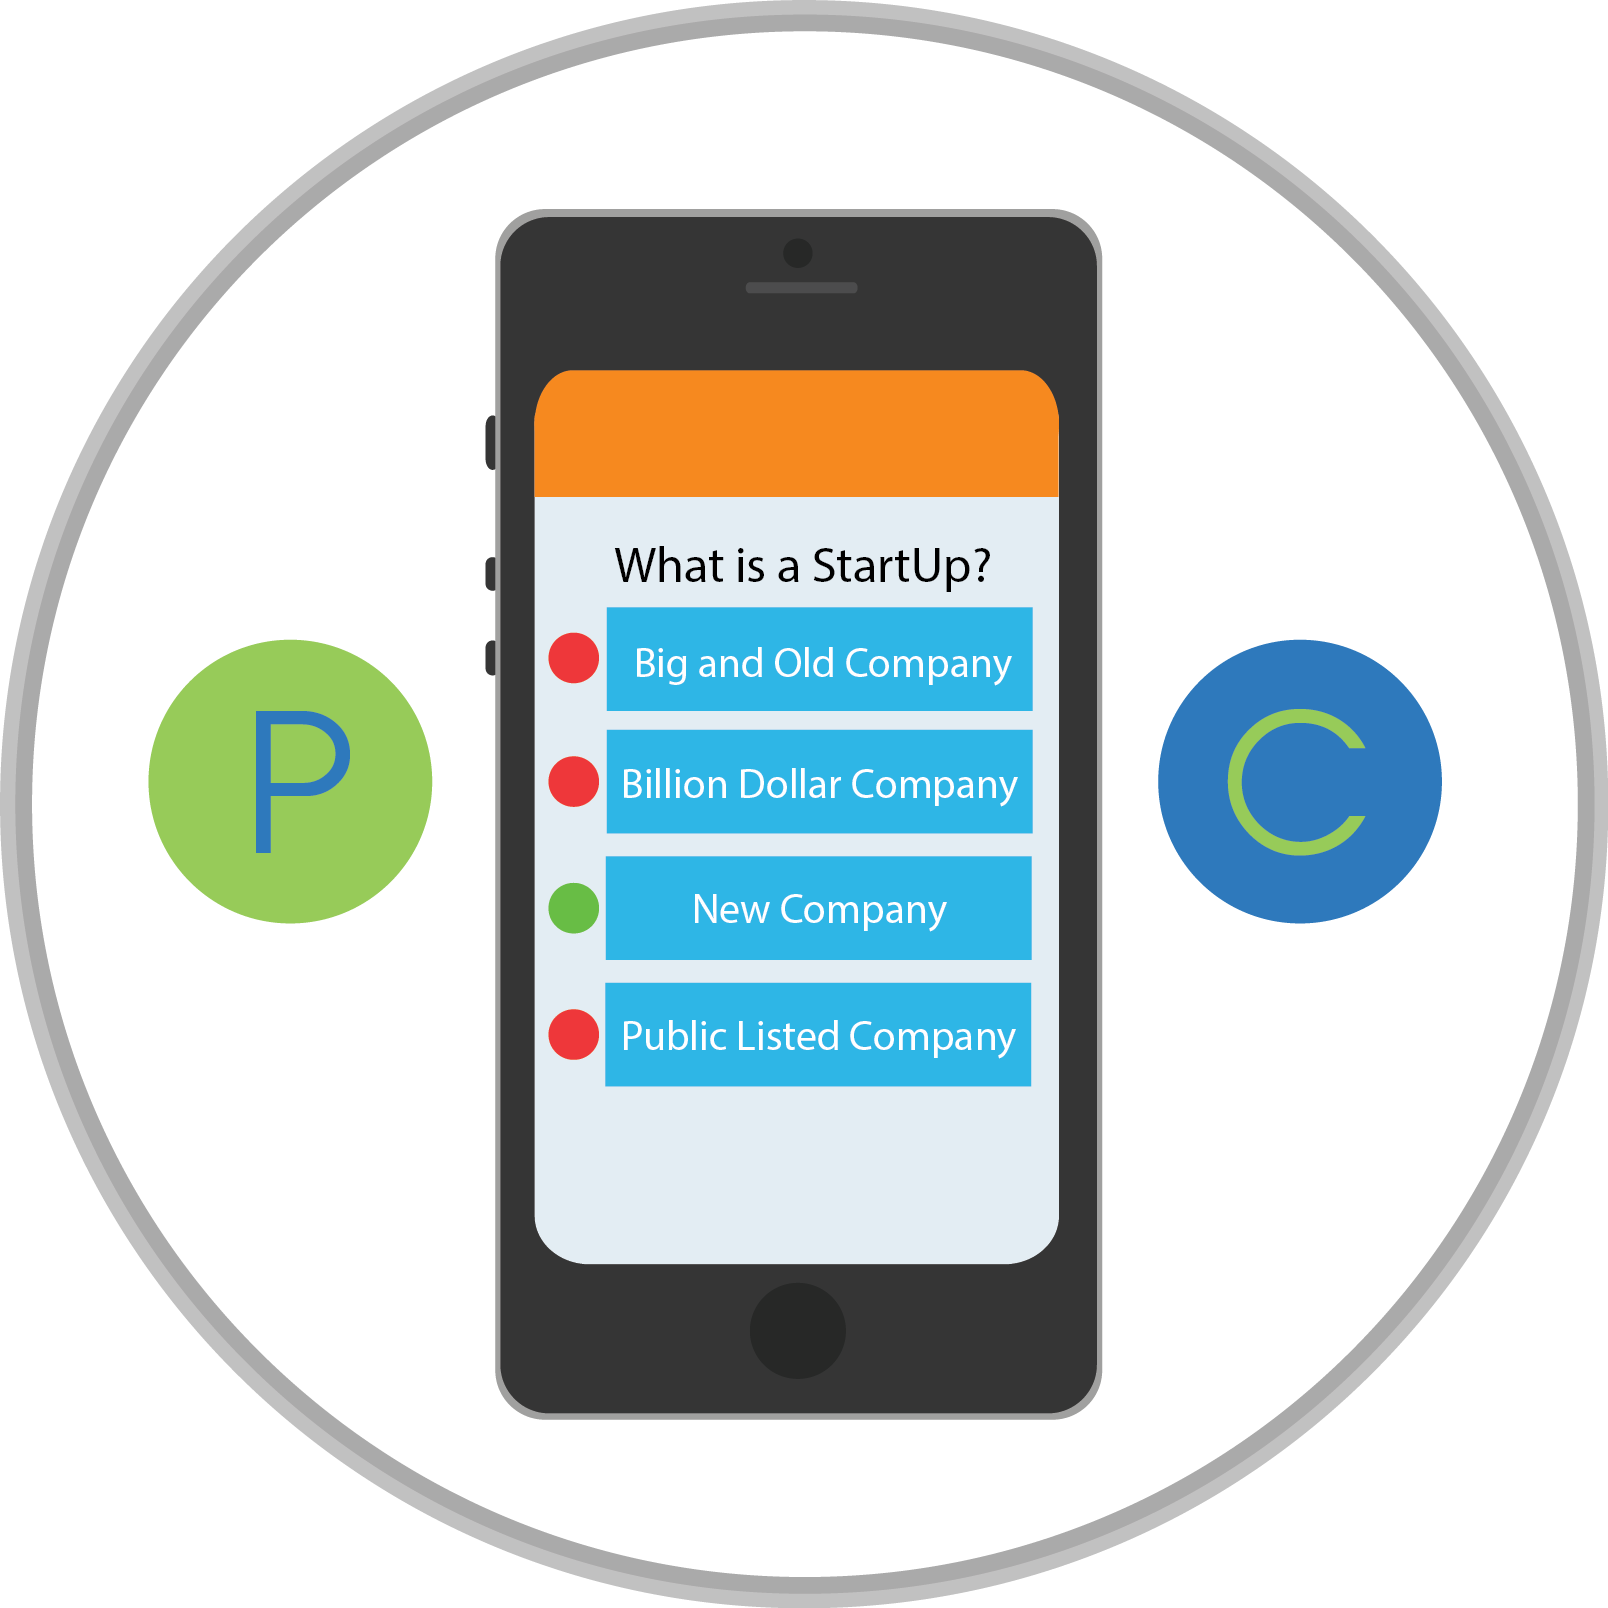 What is a StartUp?
Big and Old Company
P
Billion Dollar Company
C
New Company
Public Listed Company